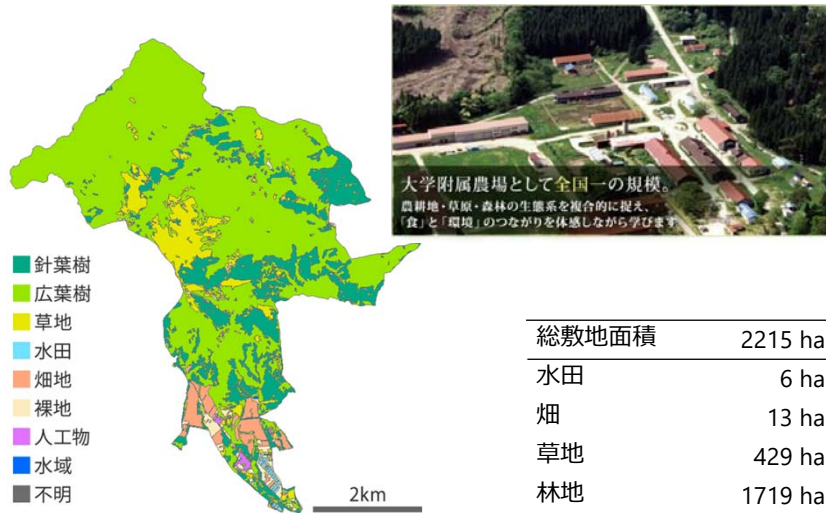 大学附属農場として全国一の規模。
農耕地・草原・森林の生態系を複合的に捉え、
「食」と「環境」のつながりを体感しながら学びます
針葉樹
広葉樹
草地
水田
畑地
裸地
人工物
水域
不明
2km
総敷地面積 2215 ha
水田 6 ha
畑 13 ha
草地 429 ha
林地 1719 ha